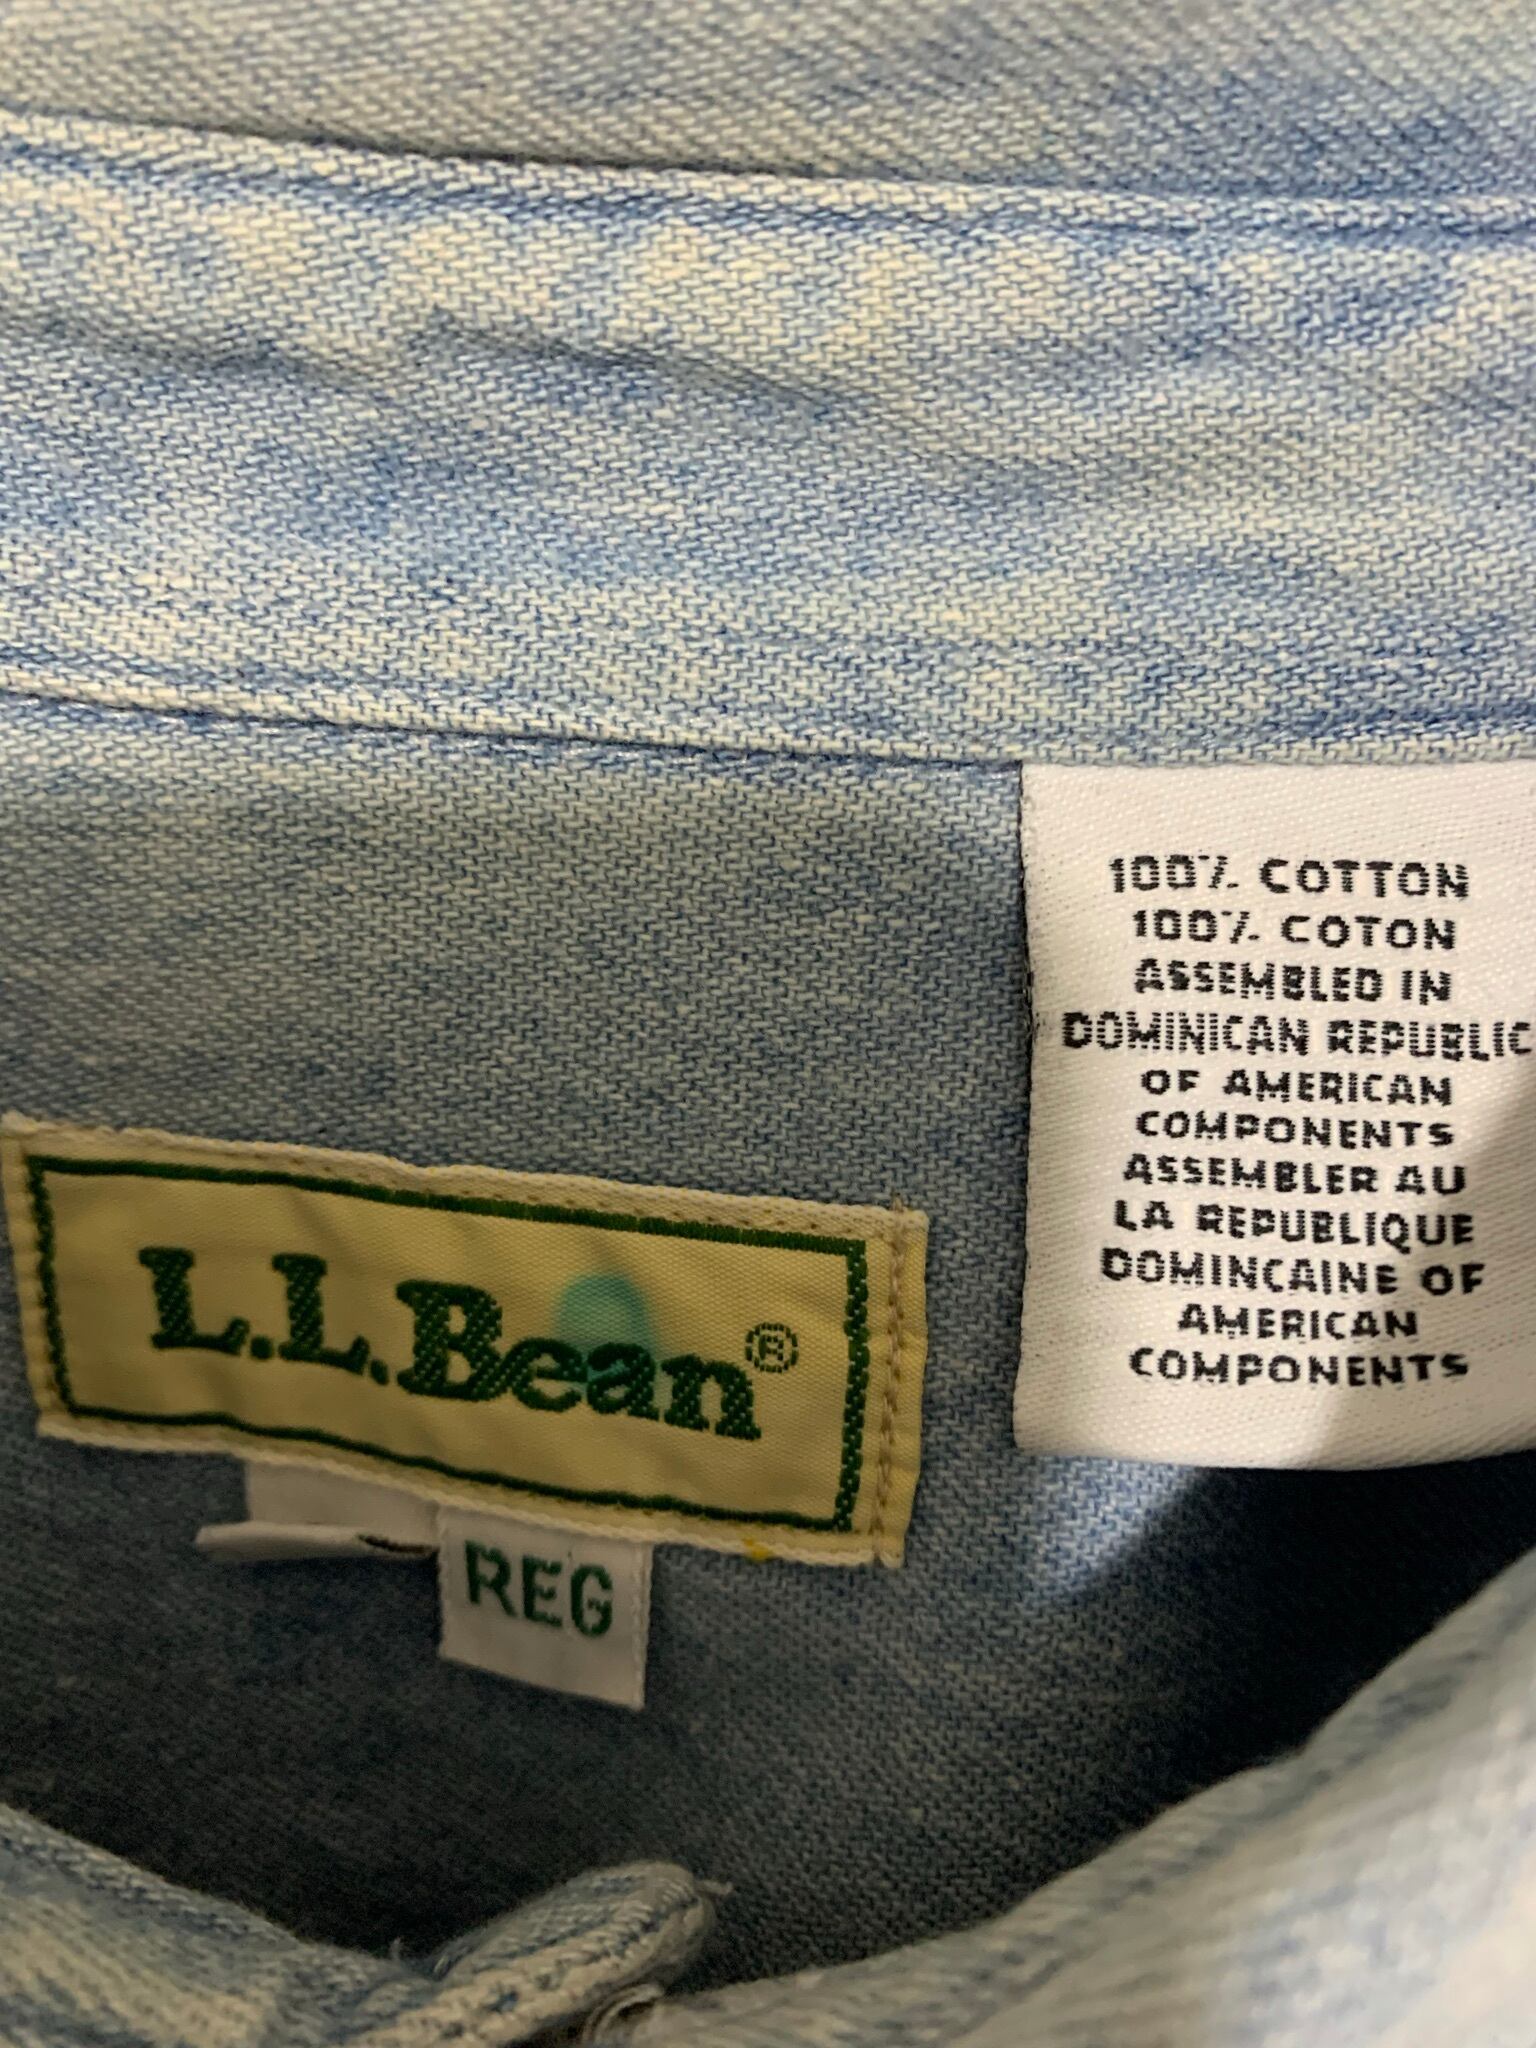 100% COTTON
100% COTON
ASSEMBLED IN
DOMINICAN REPUBLIC
OF AMERICAN
COMPONENTS
ASSEMBLER AU
LA REPUBLIQUE
DOMINCAINE OF
AMERICAN
COMPONENTS
L.L.Bean®
REG